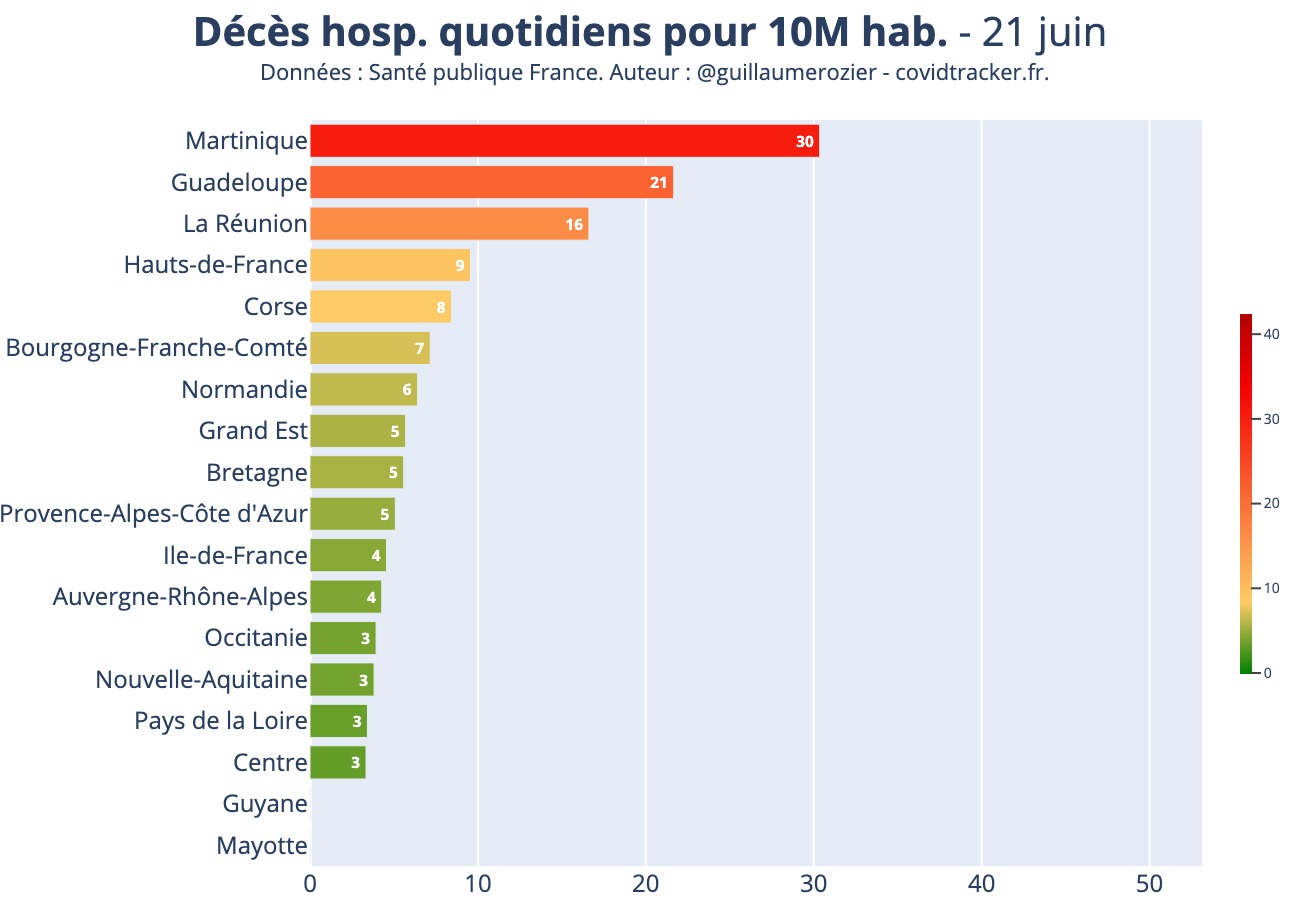 Décès hosp. quotidiens pour 10M hab. - 21 juin
Données : Santé publique France. Auteur : @guillaumerozier - covidtracker.fr.
Martinique 30
Guadeloupe 21
La Réunion 16
Hauts-de-France 9
Corse 8
Bourgogne-Franche-Comté 7
Normandie 6
Grand Est 5
Bretagne 5
Provence-Alpes-Côte d'Azur 5
Ile-de-France 4
Auvergne-Rhône-Alpes 4
Occitanie 3
Nouvelle-Aquitaine 3
Pays de la Loire 3
Centre 3
Guyane
Mayotte
0 10 20 30 40 50
40
30
20
10
0